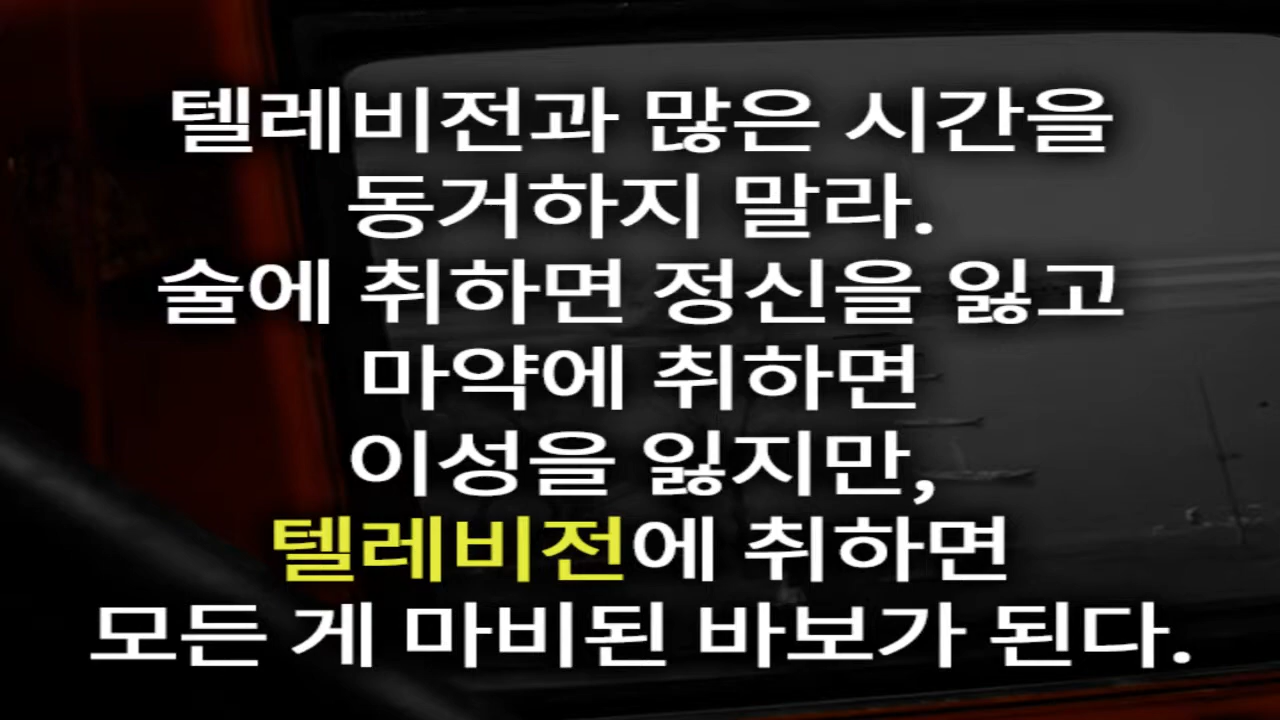 텔레비전과 많은 시간을
동거하지 말라.
술에 취하면 정신을 잃고
마약에 취하면
이성을 잃지만,
텔레비전에 취하면
모든 게 마비된 바보가 된다.